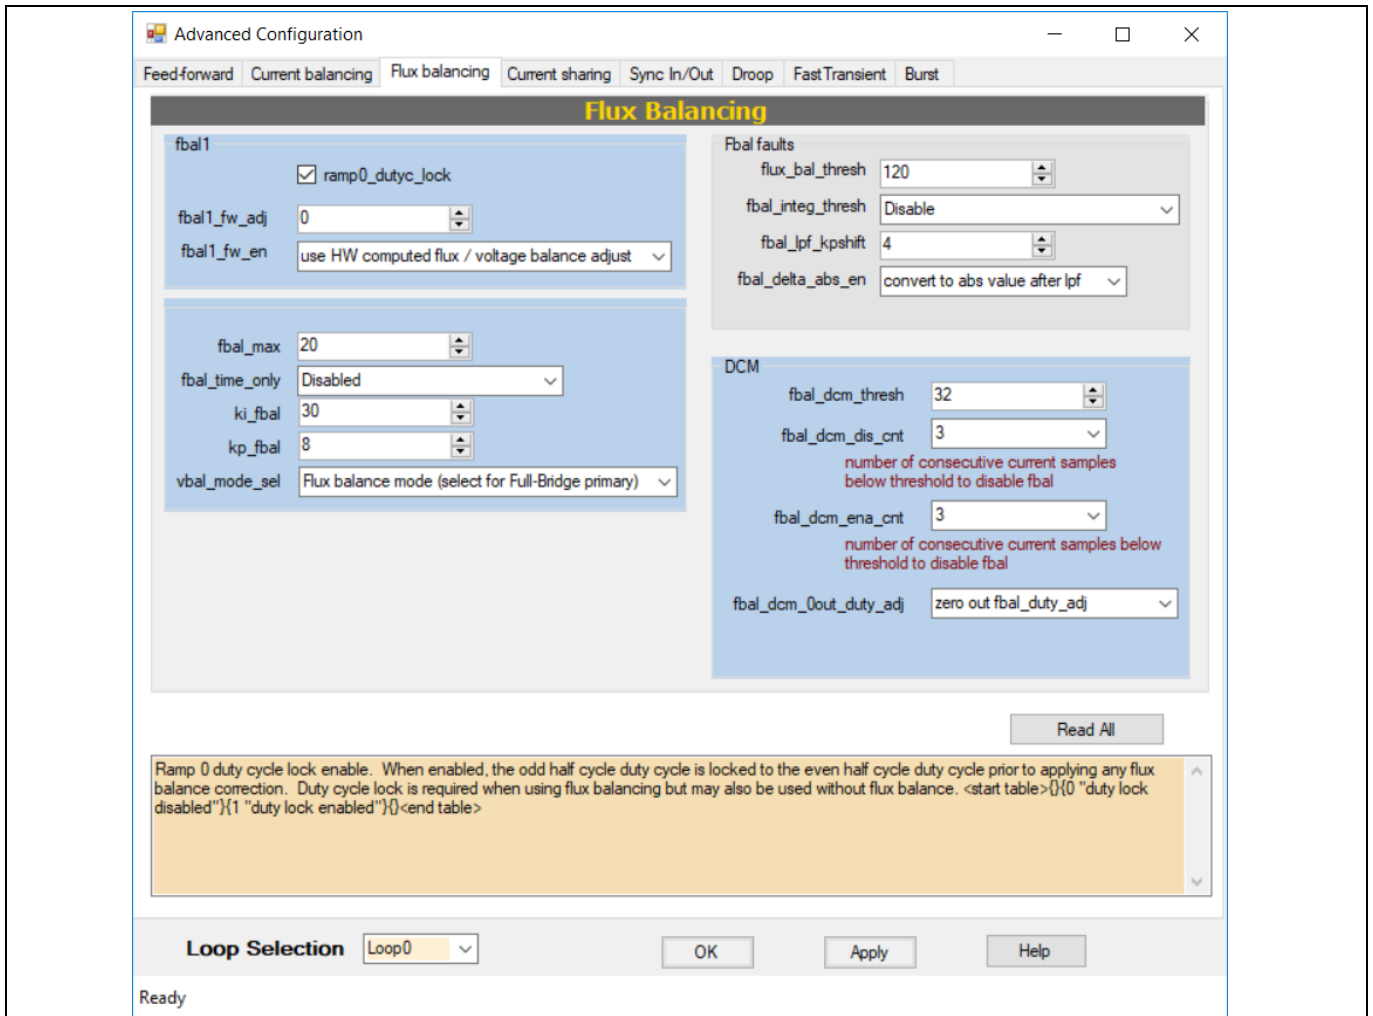 Advanced Configuration
Feed-forward Current balancing Flux balancing Current sharing Sync In/Out Droop FastTransient Burst
Flux Balancing
fbal1
ramp0_dutyc_lock
fbal1_fw_adj 0
fbal1_fw_en use HW computed flux / voltage balance adjust
fbal_max 20
fbal_time_only Disabled
ki_fbal 30
kp_fbal 8
vbal_mode_sel Flux balance mode (select for Full-Bridge primary)
Fbal faults
flux_bal_thresh 120
fbal_integ_thresh Disable
fbal_lpf_kpshift 4
fbal_delta_abs_en convert to abs value after lpf
DCM
fbal_dcm_thresh 32
fbal_dcm_dis_cnt 3
number of consecutive current samples
below threshold to disable fbal
fbal_dcm_ena_cnt 3
number of consecutive current samples below
threshold to disable fbal
fbal_dcm_0out_duty_adj zero out fbal_duty_adj
Read All
Ramp 0 duty cycle lock enable.  When enabled, the odd half cycle duty cycle is locked to the even half cycle duty cycle prior to applying any flux
balance correction.  Duty cycle lock is required when using flux balancing but may also be used without flux balance. <start table>{}{0 "duty lock
disabled"}{1 "duty lock enabled"}{}<end table>
Loop Selection Loop0 OK Apply Help
Ready